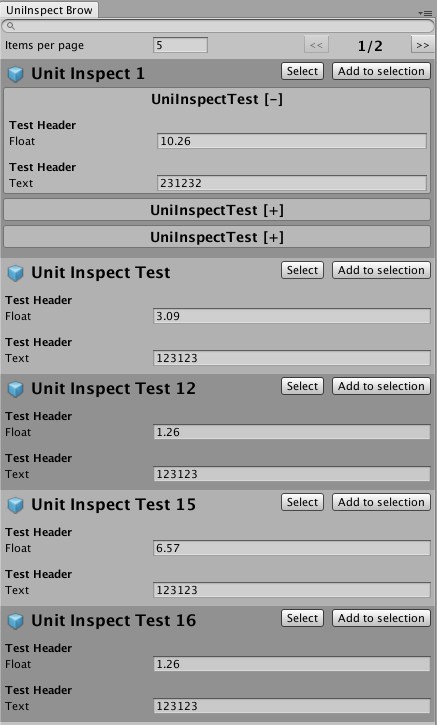 UniInspect Brow
Items per page 5 << 1/2 >>
Unit Inspect 1 Select Add to selection
UniInspectTest [-]
Test Header
Float 10.26
Test Header
Text 231232
UniInspectTest [+]
UniInspectTest [+]
Unit Inspect Test Select Add to selection
Test Header
Float 3.09
Test Header
Text 123123
Unit Inspect Test 12 Select Add to selection
Test Header
Float 1.26
Test Header
Text 123123
Unit Inspect Test 15 Select Add to selection
Test Header
Float 6.57
Test Header
Text 123123
Unit Inspect Test 16 Select Add to selection
Test Header
Float 1.26
Test Header
Text 123123